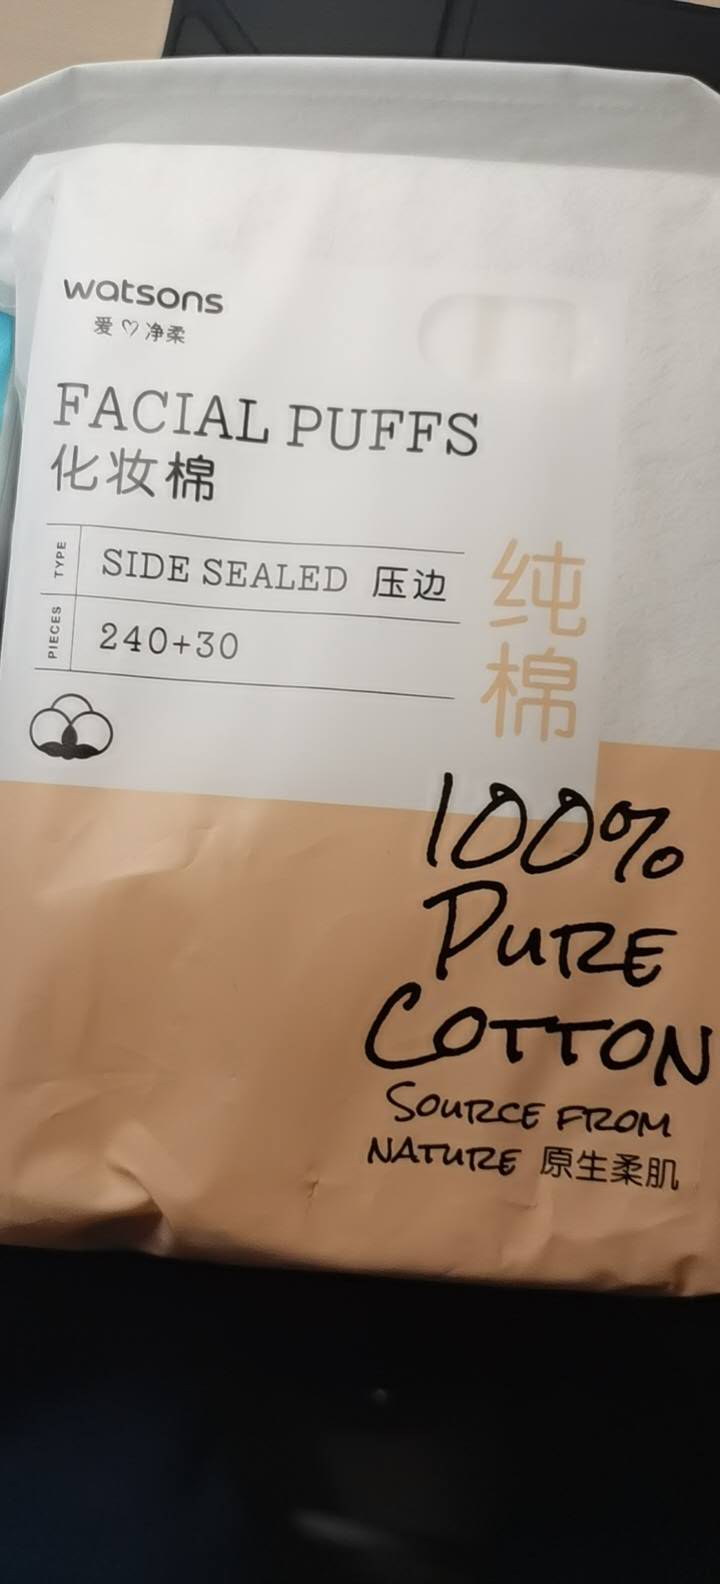 watsons
爱♡净柔
FACIAL PUFFS
化妆棉
TYPE
SIDE SEALED 压边
PIECES
240+30
纯棉
100%
PURE
COTTON
SOURCE FROM
NATURE 原生柔肌